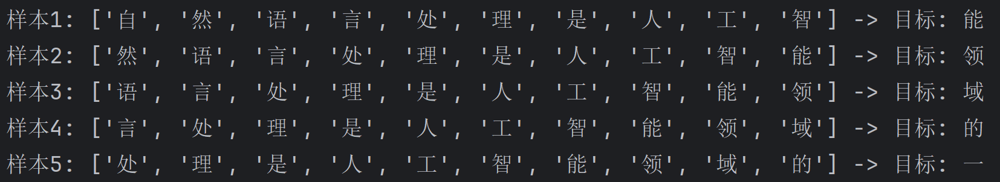 样本1: ['自', '然', '语', '言', '处', '理', '是', '人', '工', '智'] -> 目标: 能
样本2: ['然', '语', '言', '处', '理', '是', '人', '工', '智', '能'] -> 目标: 领
样本3: ['语', '言', '处', '理', '是', '人', '工', '智', '能', '领'] -> 目标: 域
样本4: ['言', '处', '理', '是', '人', '工', '智', '能', '领', '域'] -> 目标: 的
样本5: ['处', '理', '是', '人', '工', '智', '能', '领', '域', '的'] -> 目标: 一